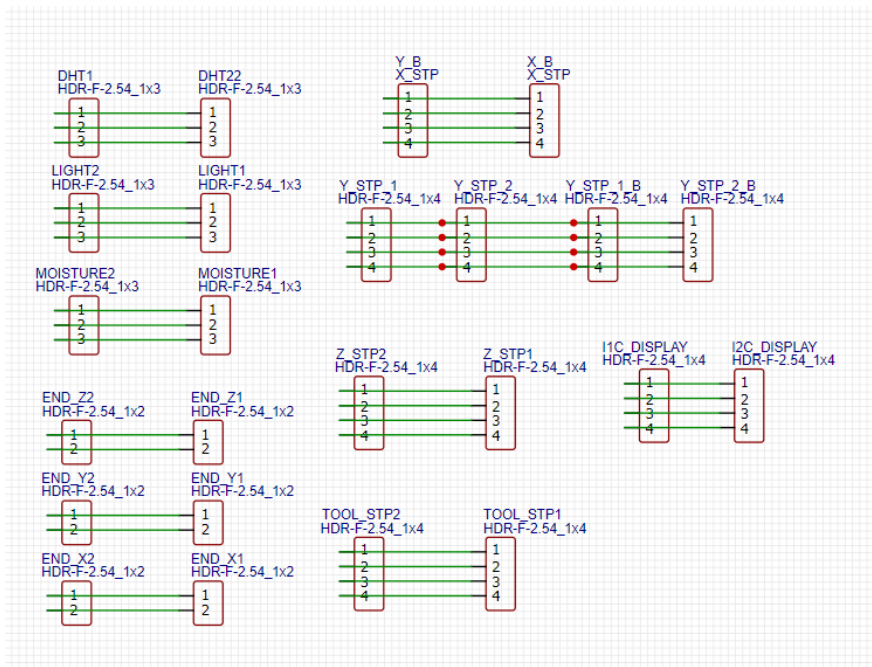 DHT1
HDR-F-2.54_1x3
1
2
3
DHT22
HDR-F-2.54_1x3
1
2
3
Y_B
X_STP
1
2
3
4
X_B
X_STP
1
2
3
4
LIGHT2
HDR-F-2.54_1x3
1
2
3
LIGHT1
HDR-F-2.54_1x3
1
2
3
Y_STP_1
HDR-F-2.54_1x4
1
2
3
4
Y_STP_2
HDR-F-2.54_1x4
1
2
3
4
Y_STP_1_B
HDR-F-2.54_1x4
1
2
3
4
Y_STP_2_B
HDR-F-2.54_1x4
1
2
3
4
MOISTURE2
HDR-F-2.54_1x3
1
2
3
MOISTURE1
HDR-F-2.54_1x3
1
2
3
Z_STP2
HDR-F-2.54_1x4
1
2
3
4
Z_STP1
HDR-F-2.54_1x4
1
2
3
4
I1C_DISPLAY
HDR-F-2.54_1x4
1
2
3
4
I2C_DISPLAY
HDR-F-2.54_1x4
1
2
3
4
END_Z2
HDR-F-2.54_1x2
1
2
END_Z1
HDR-F-2.54_1x2
1
2
END_Y2
HDR-F-2.54_1x2
1
2
END_Y1
HDR-F-2.54_1x2
1
2
TOOL_STP2
HDR-F-2.54_1x4
1
2
3
4
TOOL_STP1
HDR-F-2.54_1x4
1
2
3
4
END_X2
HDR-F-2.54_1x2
1
2
END_X1
HDR-F-2.54_1x2
1
2